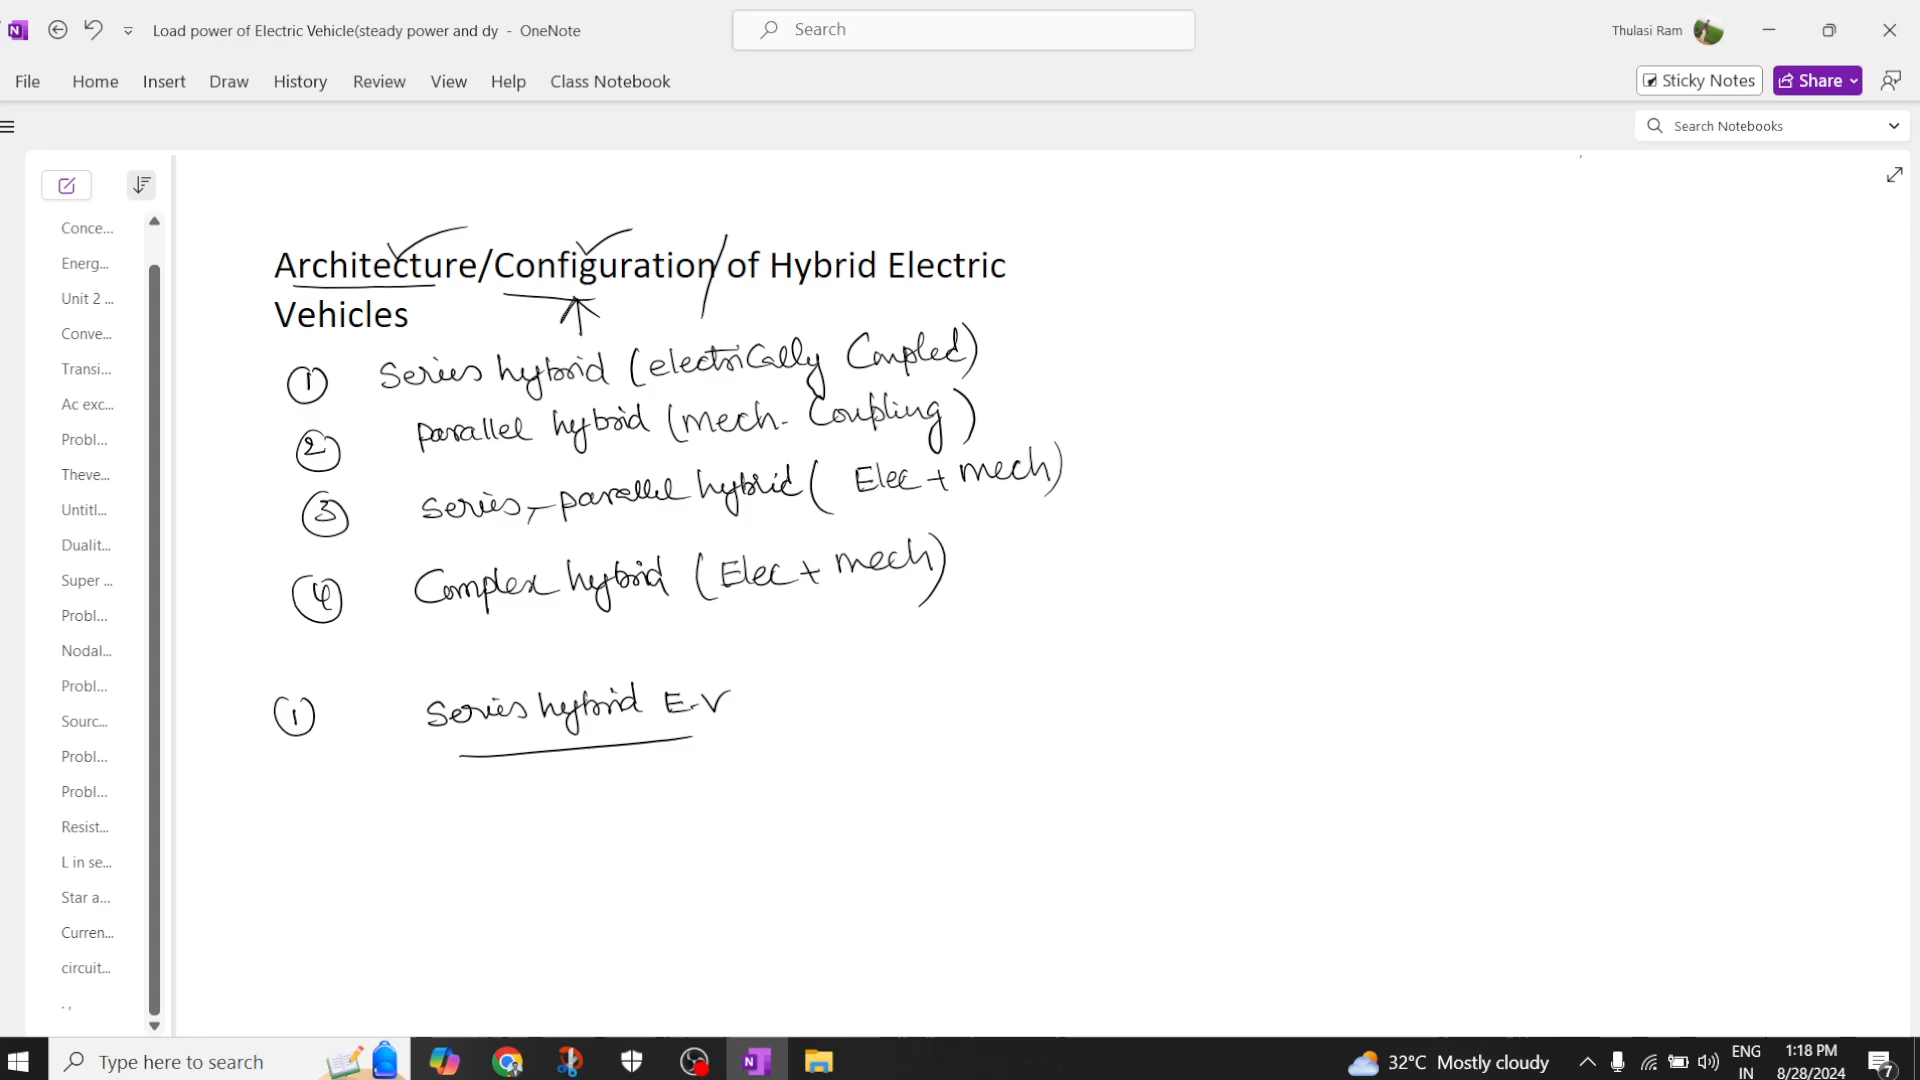 Load power of Electric Vehicle(steady power and dy - OneNote
Search
Thulasi Ram
File Home Insert Draw History Review View Help Class Notebook
Sticky Notes
Share
Search Notebooks
Conce...
Energ...
Unit 2 ...
Conve...
Transi...
Ac exc...
Probl...
Theve...
Untitl...
Dualit...
Super ...
Probl...
Nodal...
Probl...
Sourc...
Probl...
Probl...
Resist...
L in se...
Star a...
Curren...
circuit...
Architecture/Configuration of Hybrid Electric
Vehicles
① Series hybrid (electrically Coupled)
② parallel hybrid (mech. Coupling)
③ series-parallel hybrid (Elec + mech)
④ Complex hybrid (Elec + mech)
① Series hybrid E.V
Type here to search
32°C Mostly cloudy
ENG
IN
1:18 PM
8/28/2024
7